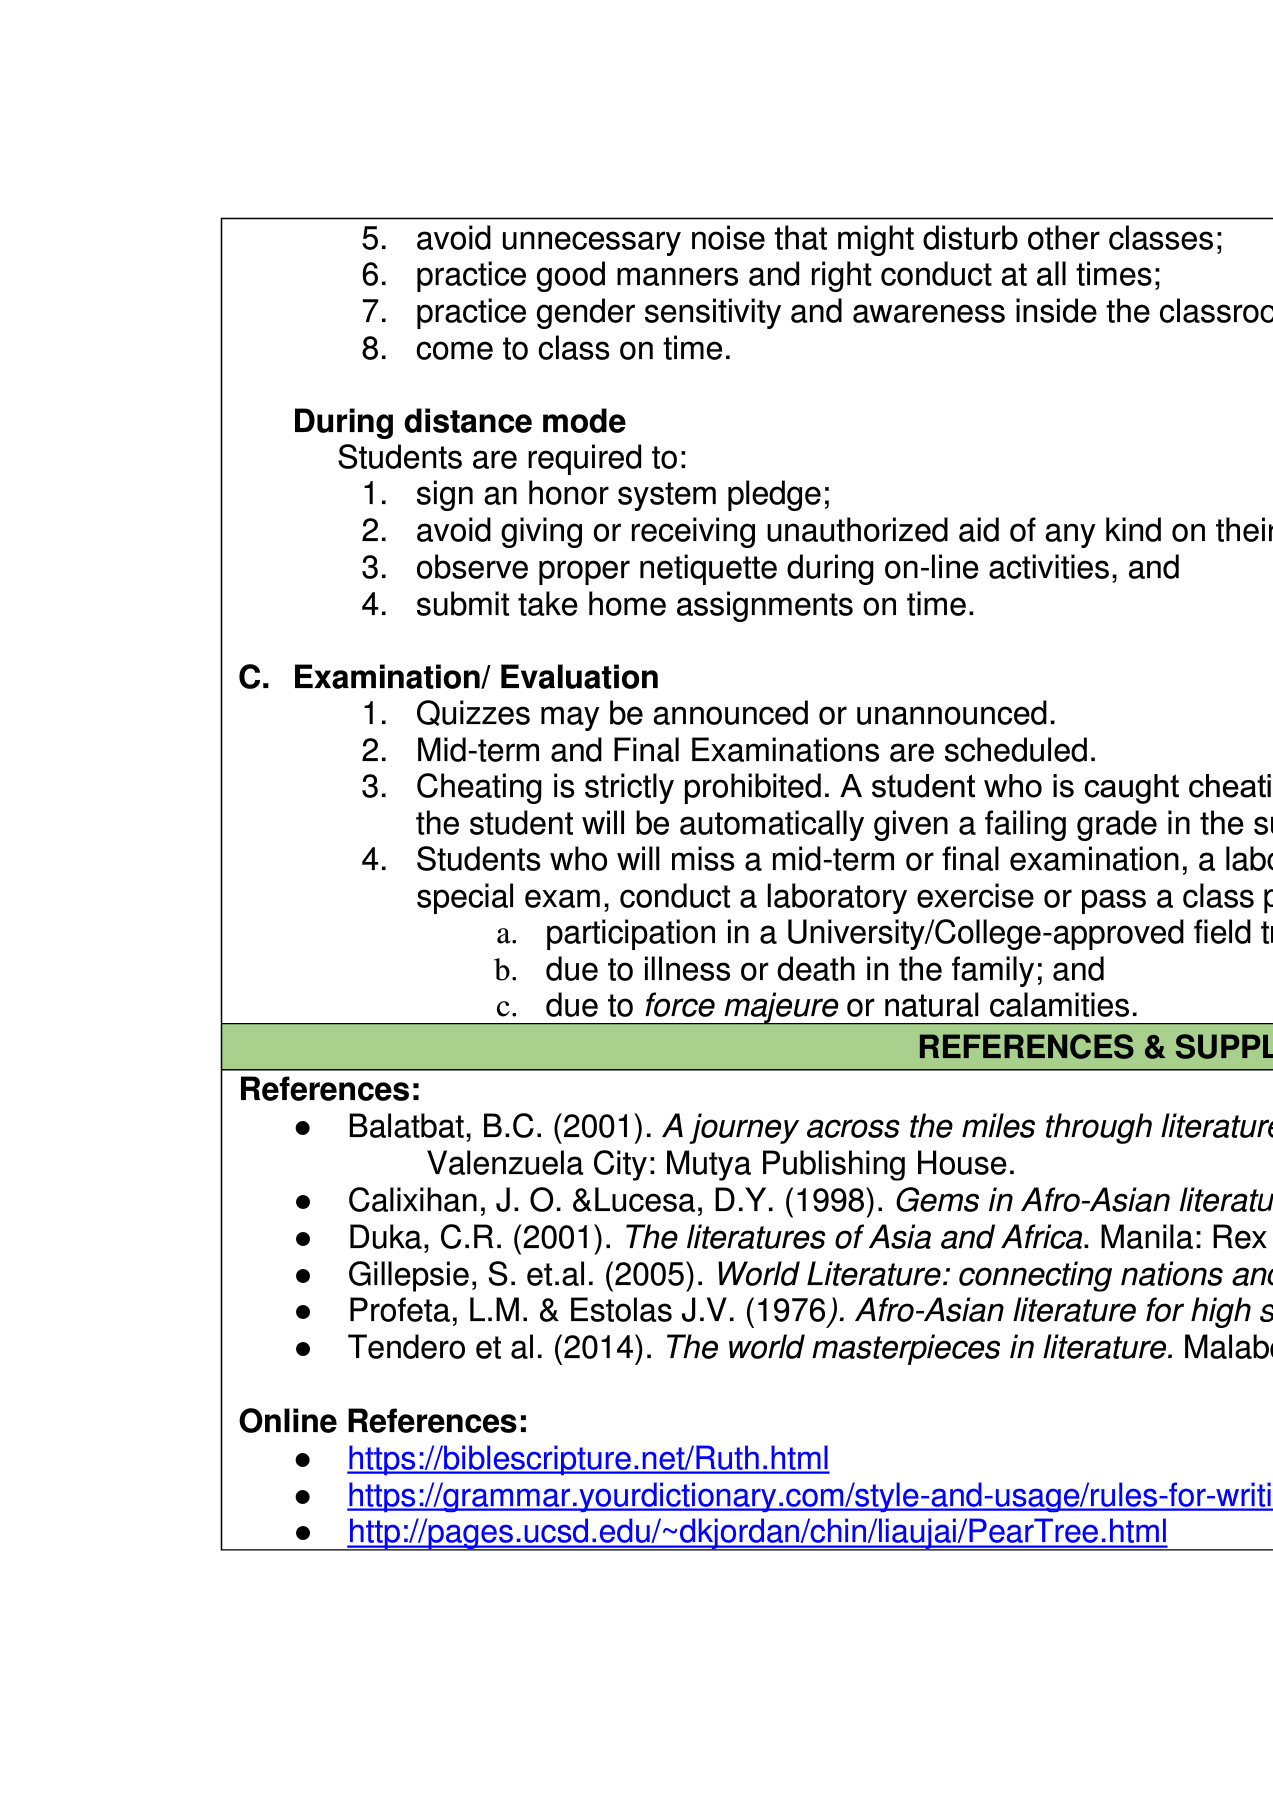 5. avoid unnecessary noise that might disturb other classes;
6. practice good manners and right conduct at all times;
7. practice gender sensitivity and awareness inside the
8. come to class on time.
During distance mode
Students are required to:
1. sign an honor system pledge;
2. avoid giving or receiving unauthorized aid of any kind on their
3. observe proper netiquette during on-line activities, and
4. submit take home assignments on time.
C. Examination/ Evaluation
1. Quizzes may be announced or unannounced.
2. Mid-term and Final Examinations are scheduled.
3. Cheating is strictly prohibited. A student who is caught
the student will be automatically given a failing grade in the
4. Students who will miss a mid-term or final examination, a
special exam, conduct a laboratory exercise or pass a class
a. participation in a University/College-approved field
b. due to illness or death in the family; and
c. due to force majeure or natural calamities.
REFERENCES &
References:
● Balatbat, B.C. (2001). A journey across the miles through literature
Valenzuela City: Mutya Publishing House.
● Calixihan, J. O. &Lucesa, D.Y. (1998). Gems in Afro-Asian
● Duka, C.R. (2001). The literatures of Asia and Africa. Manila: Rex
● Gillepsie, S. et.al. (2005). World Literature: connecting nations
● Profeta, L.M. & Estolas J.V. (1976). Afro-Asian literature for high
● Tendero et al. (2014). The world masterpieces in literature.
Online References:
● https://biblescripture.net/Ruth.html
● https://grammar.yourdictionary.com/style-and-usage/rules-for-writi
● http://pages.ucsd.edu/~dkjordan/chin/liaujai/PearTree.html